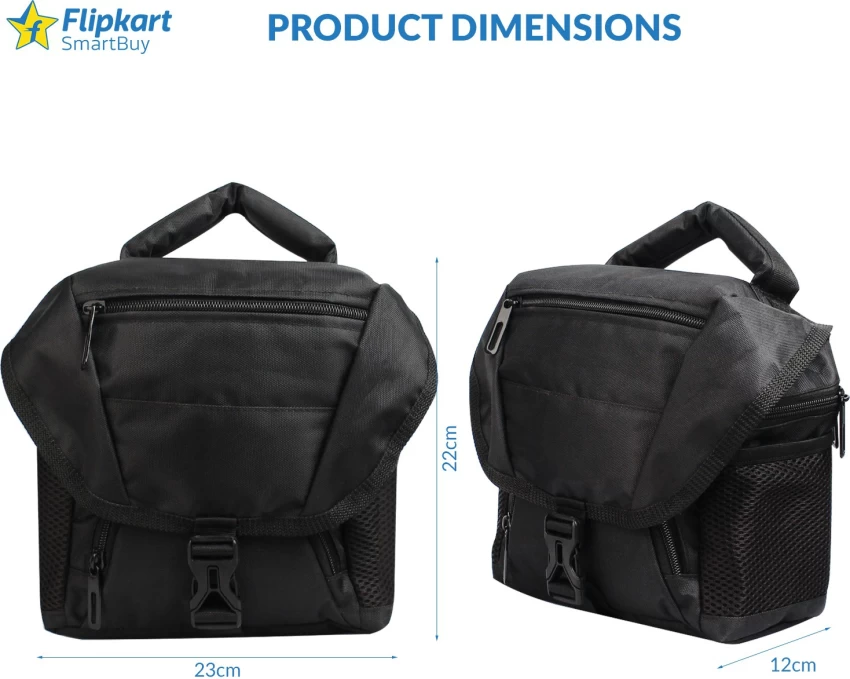 Flipkart
SmartBuy
PRODUCT DIMENSIONS
22cm
23cm
12cm